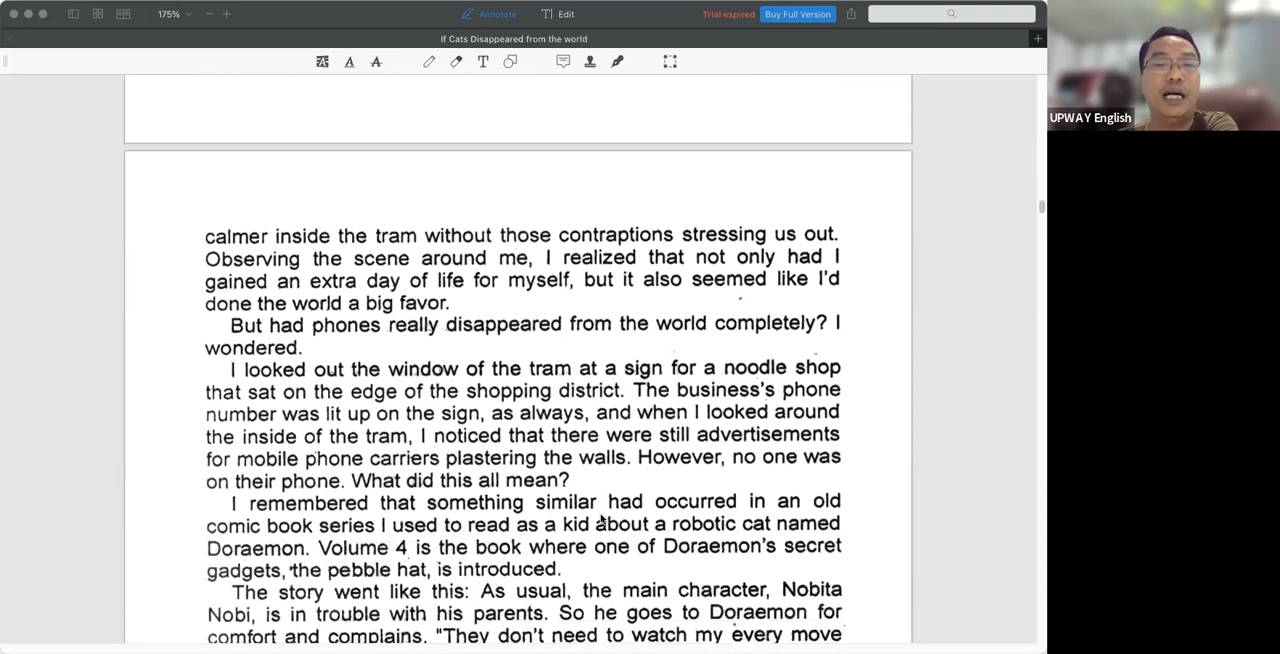 175%
Annotate
Edit
Trial expired
Buy Full Version
If Cats Disappeared from the world
UPWAY English
calmer inside the tram without those contraptions stressing us out.
Observing the scene around me, I realized that not only had I
gained an extra day of life for myself, but it also seemed like I'd
done the world a big favor.
But had phones really disappeared from the world completely? I
wondered.
I looked out the window of the tram at a sign for a noodle shop
that sat on the edge of the shopping district. The business's phone
number was lit up on the sign, as always, and when I looked around
the inside of the tram, I noticed that there were still advertisements
for mobile phone carriers plastering the walls. However, no one was
on their phone. What did this all mean?
I remembered that something similar had occurred in an old
comic book series I used to read as a kid about a robotic cat named
Doraemon. Volume 4 is the book where one of Doraemon's secret
gadgets, the pebble hat, is introduced.
The story went like this: As usual, the main character, Nobita
Nobi, is in trouble with his parents. So he goes to Doraemon for
comfort and complains. "They don't need to watch my every move